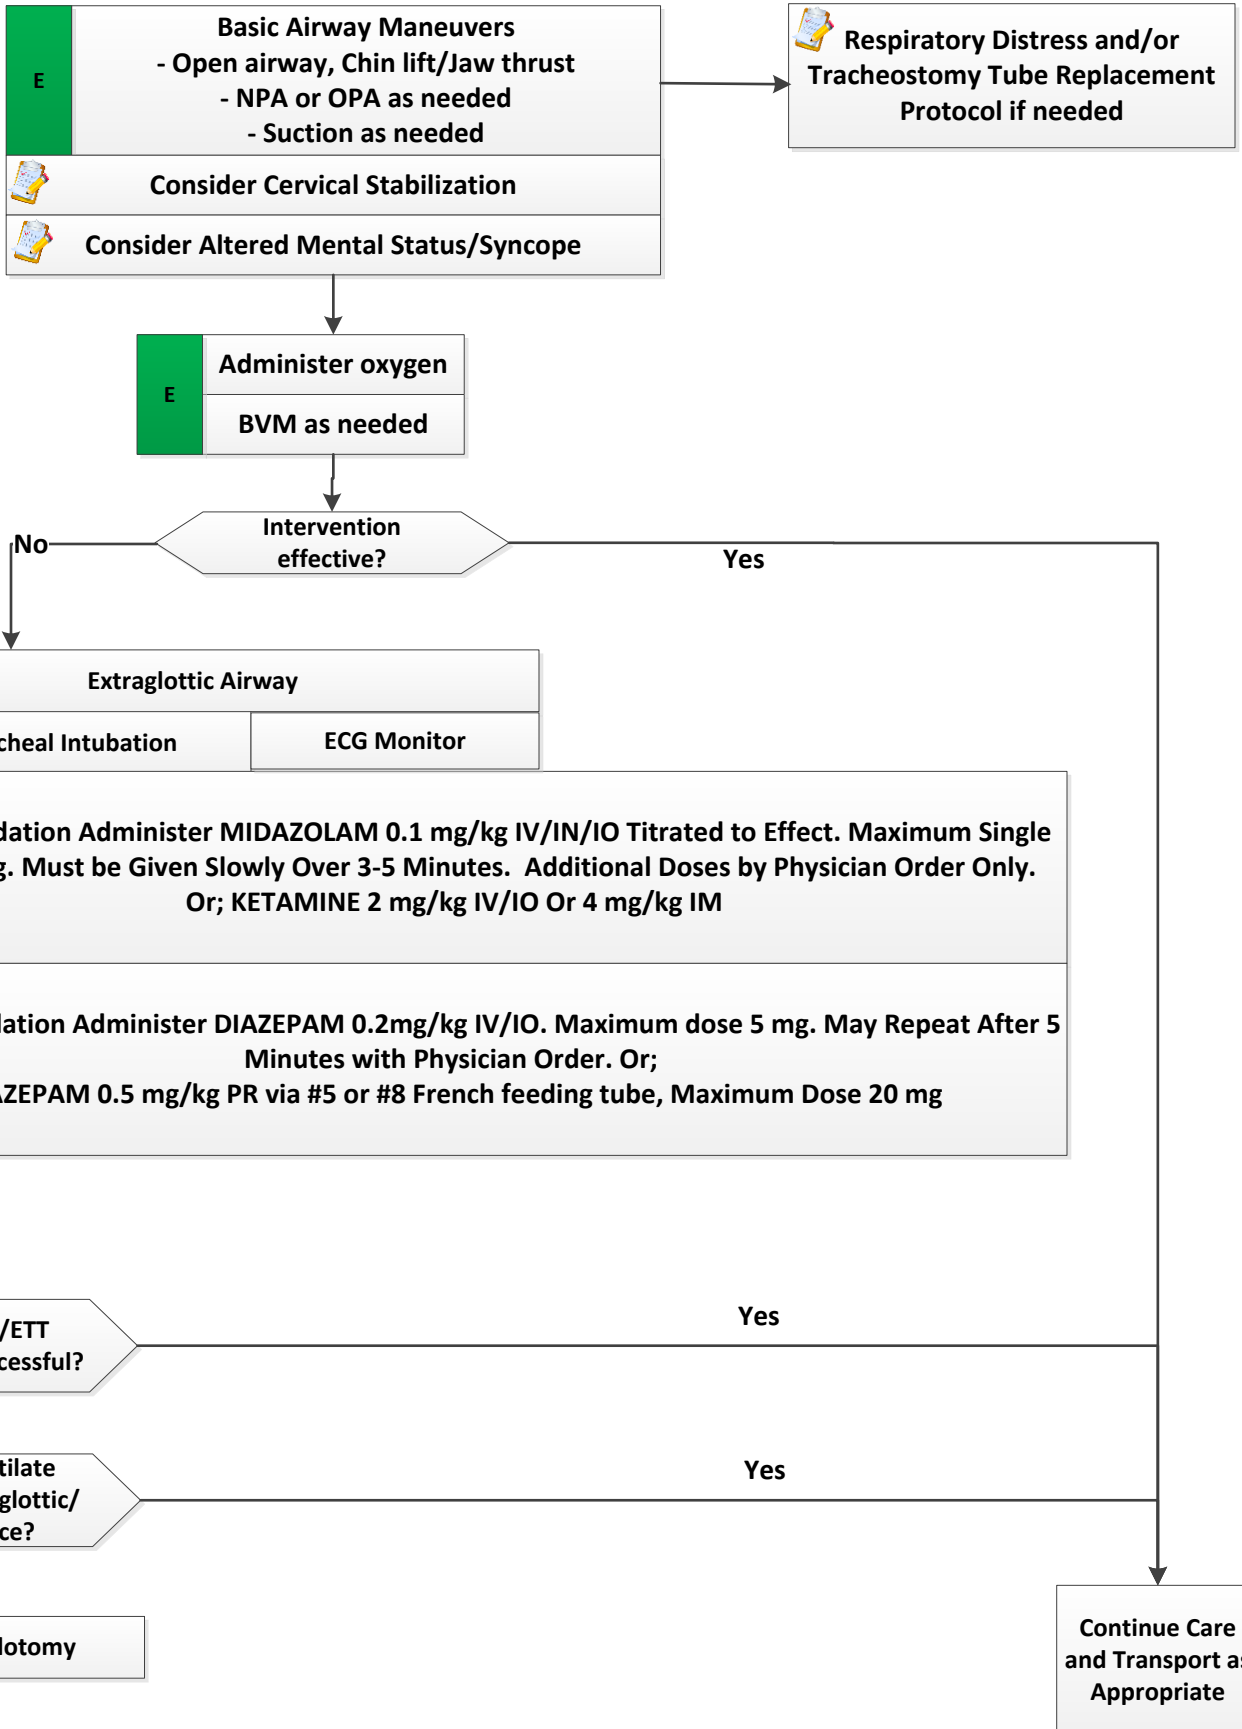 E
Basic Airway Maneuvers
- Open airway, Chin lift/Jaw thrust
- NPA or OPA as needed
- Suction as needed
Respiratory Distress and/or
Tracheostomy Tube Replacement
Protocol if needed
Consider Cervical Stabilization
Consider Altered Mental Status/Syncope
E
Administer oxygen
BVM as needed
No
Intervention
effective?
Yes
Extraglottic Airway
cheal Intubation
ECG Monitor
dation Administer MIDAZOLAM 0.1 mg/kg IV/IN/IO Titrated to Effect. Maximum Single
g. Must be Given Slowly Over 3-5 Minutes. Additional Doses by Physician Order Only.
Or; KETAMINE 2 mg/kg IV/IO Or 4 mg/kg IM
lation Administer DIAZEPAM 0.2mg/kg IV/IO. Maximum dose 5 mg. May Repeat After 5
Minutes with Physician Order. Or;
AZEPAM 0.5 mg/kg PR via #5 or #8 French feeding tube, Maximum Dose 20 mg
/ETT
cessful?
Yes
tilate
glottic/
ce?
Yes
lotomy
Continue Care
and Transport as
Appropriate